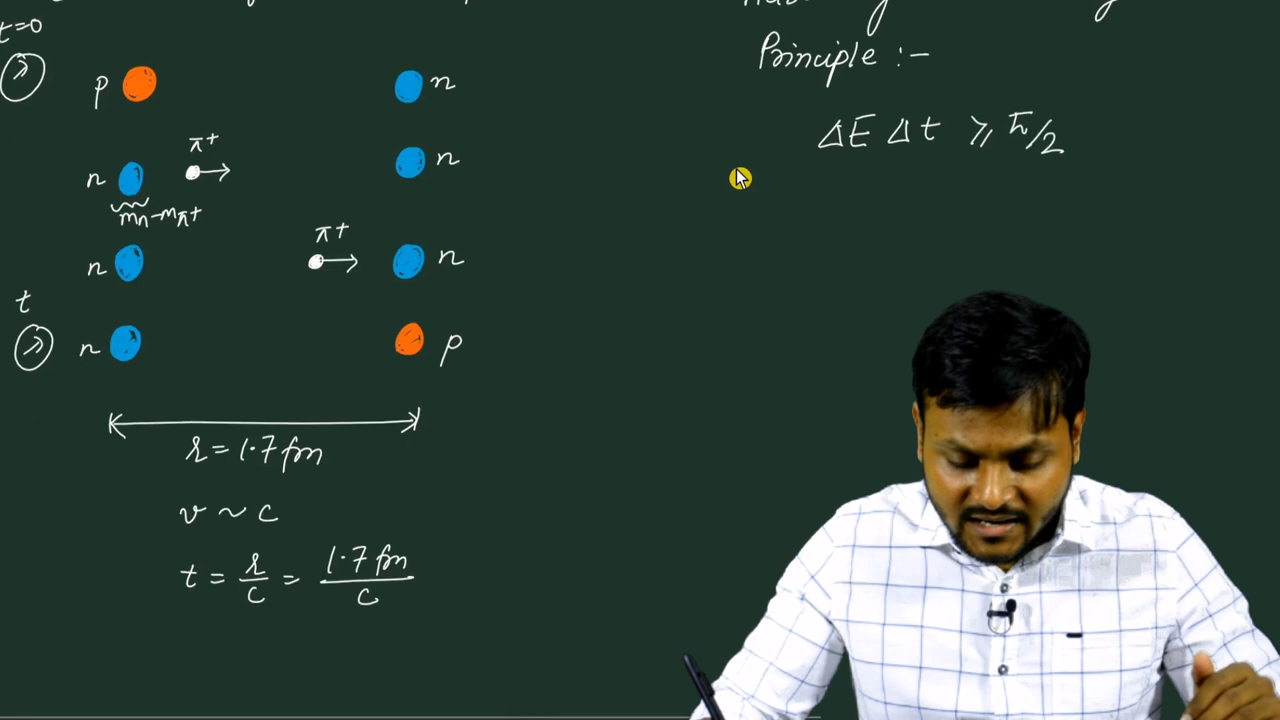 t=0
p
n
Principle :-
ΔE Δt ≥ ħ/2
π+
n
n
mn-mπ+
π+
n
n
t
n
p
r = 1.7 fm
v ~ c
t = r/c = 1.7 fm/c